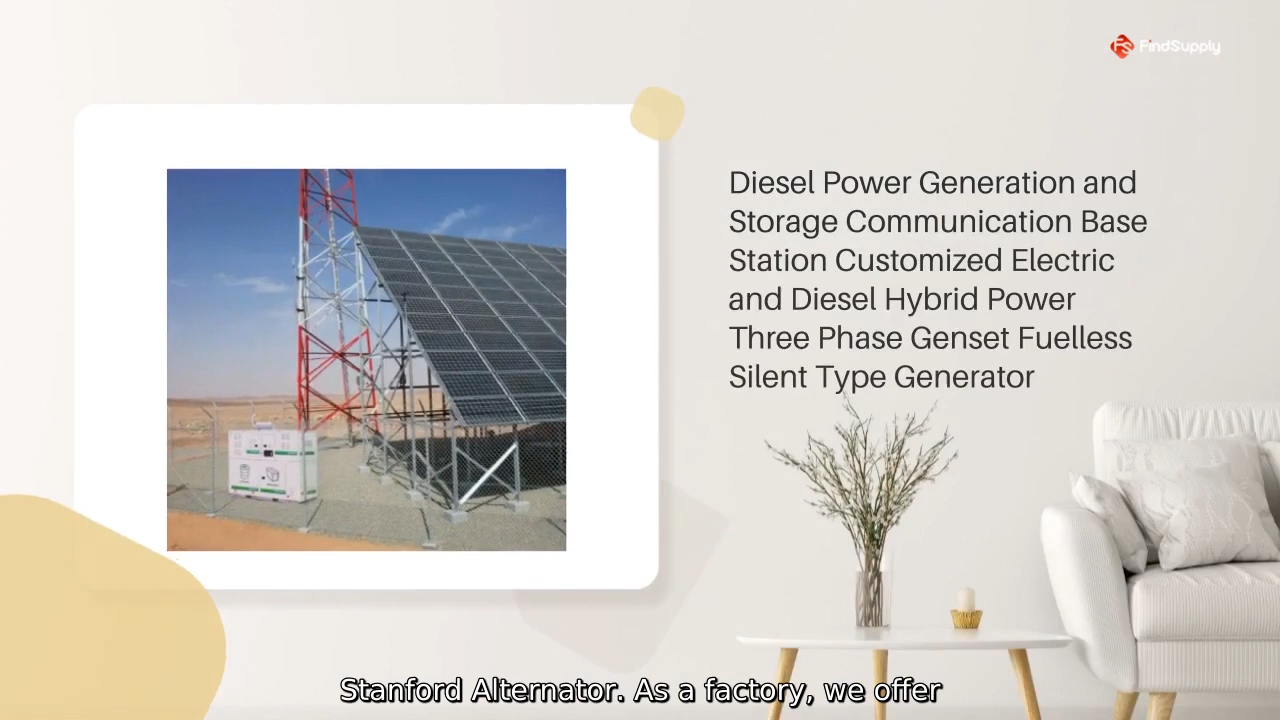 FS FindSupply
Diesel Power Generation and
Storage Communication Base
Station Customized Electric
and Diesel Hybrid Power
Three Phase Genset Fuelless
Silent Type Generator
Stanford Alternator. As a factory, we offer